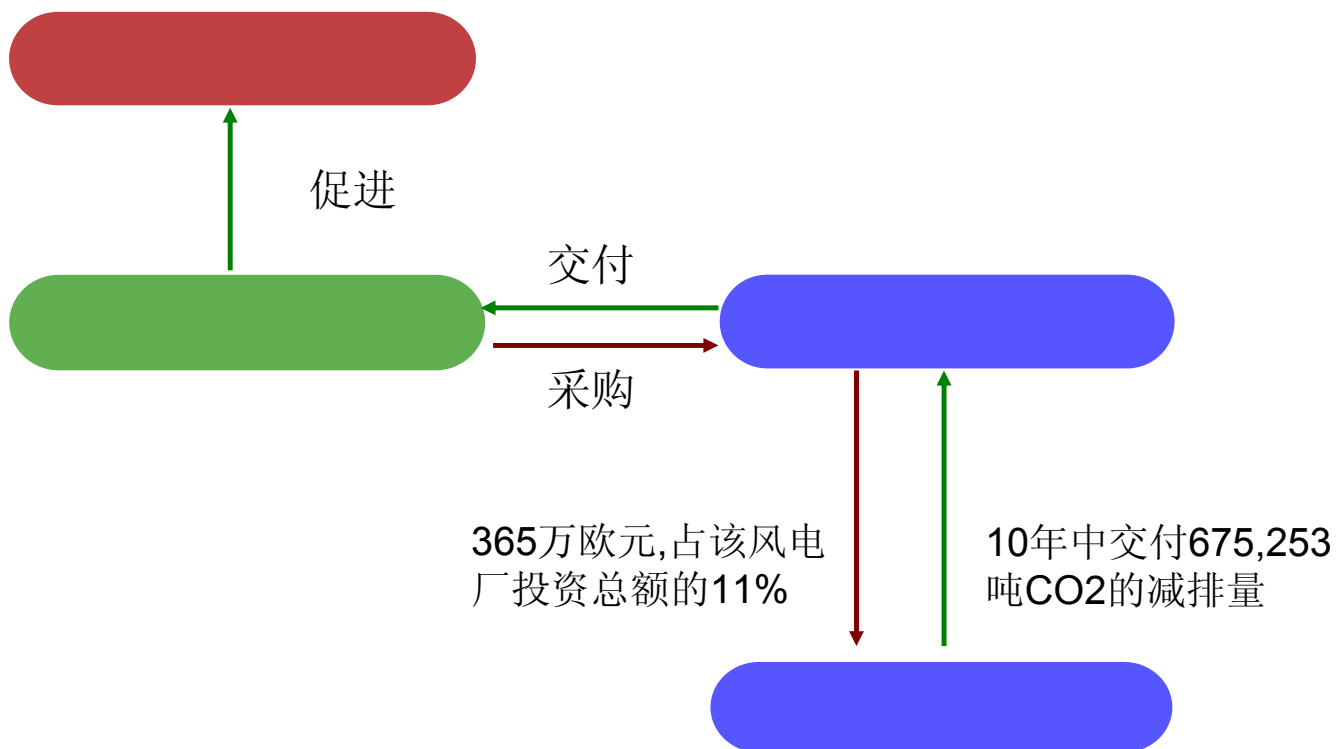 促进
交付
采购
365万欧元,占该风电
厂投资总额的11%
10年中交付675,253
吨CO2的减排量